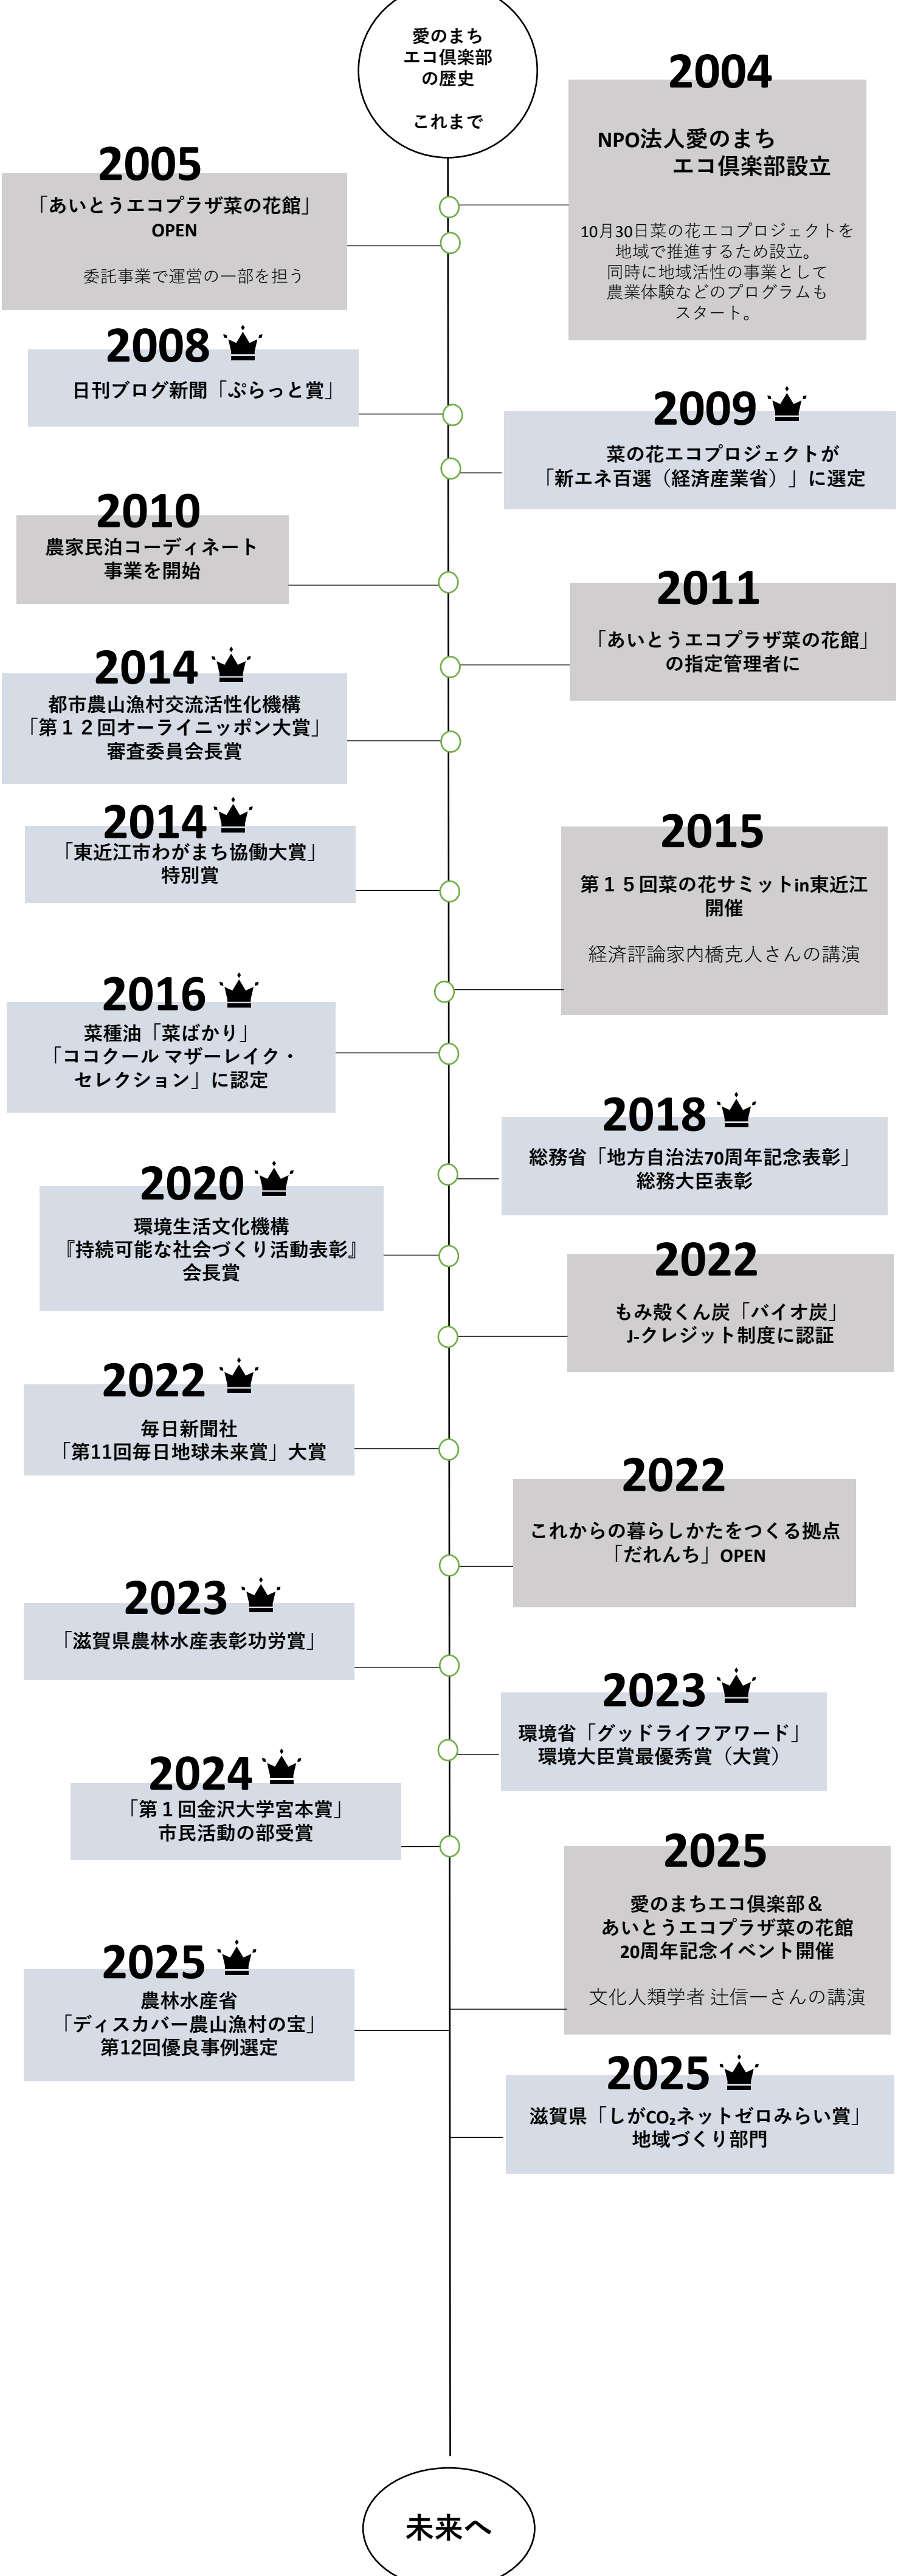 愛のまち
エコ倶楽部
の歴史
これまで
2004
NPO法人愛のまち
エコ倶楽部設立
10月30日菜の花エコプロジェクトを
地域で推進するため設立。
同時に地域活性の事業として
農業体験などのプログラムも
スタート。
2005
「あいとうエコプラザ菜の花館」
OPEN
委託事業で運営の一部を担う
2008
日刊ブログ新聞「ぷらっと賞」
2009
菜の花エコプロジェクトが
「新エネ百選（経済産業省）」に選定
2010
農家民泊コーディネート
事業を開始
2011
「あいとうエコプラザ菜の花館」
の指定管理者に
2014
都市農山漁村交流活性化機構
「第１２回オーライニッポン大賞」
審査委員会長賞
2014
「東近江市わがまち協働大賞」
特別賞
2015
第１５回菜の花サミットin東近江
開催
経済評論家内橋克人さんの講演
2016
菜種油「菜ばかり」
「ココクール マザーレイク・
セレクション」に認定
2018
総務省「地方自治法70周年記念表彰」
総務大臣表彰
2020
環境生活文化機構
『持続可能な社会づくり活動表彰』
会長賞
2022
もみ殻くん炭「バイオ炭」
J-クレジット制度に認証
2022
毎日新聞社
「第11回毎日地球未来賞」大賞
2022
これからの暮らしかたをつくる拠点
「だれんち」OPEN
2023
「滋賀県農林水産表彰功労賞」
2023
環境省「グッドライフアワード」
環境大臣賞最優秀賞（大賞）
2024
「第１回金沢大学宮本賞」
市民活動の部受賞
2025
愛のまちエコ倶楽部＆
あいとうエコプラザ菜の花館
20周年記念イベント開催
文化人類学者 辻信一さんの講演
2025
農林水産省
「ディスカバー農山漁村の宝」
第12回優良事例選定
2025
滋賀県「しがCO₂ネットゼロみらい賞」
地域づくり部門
未来へ